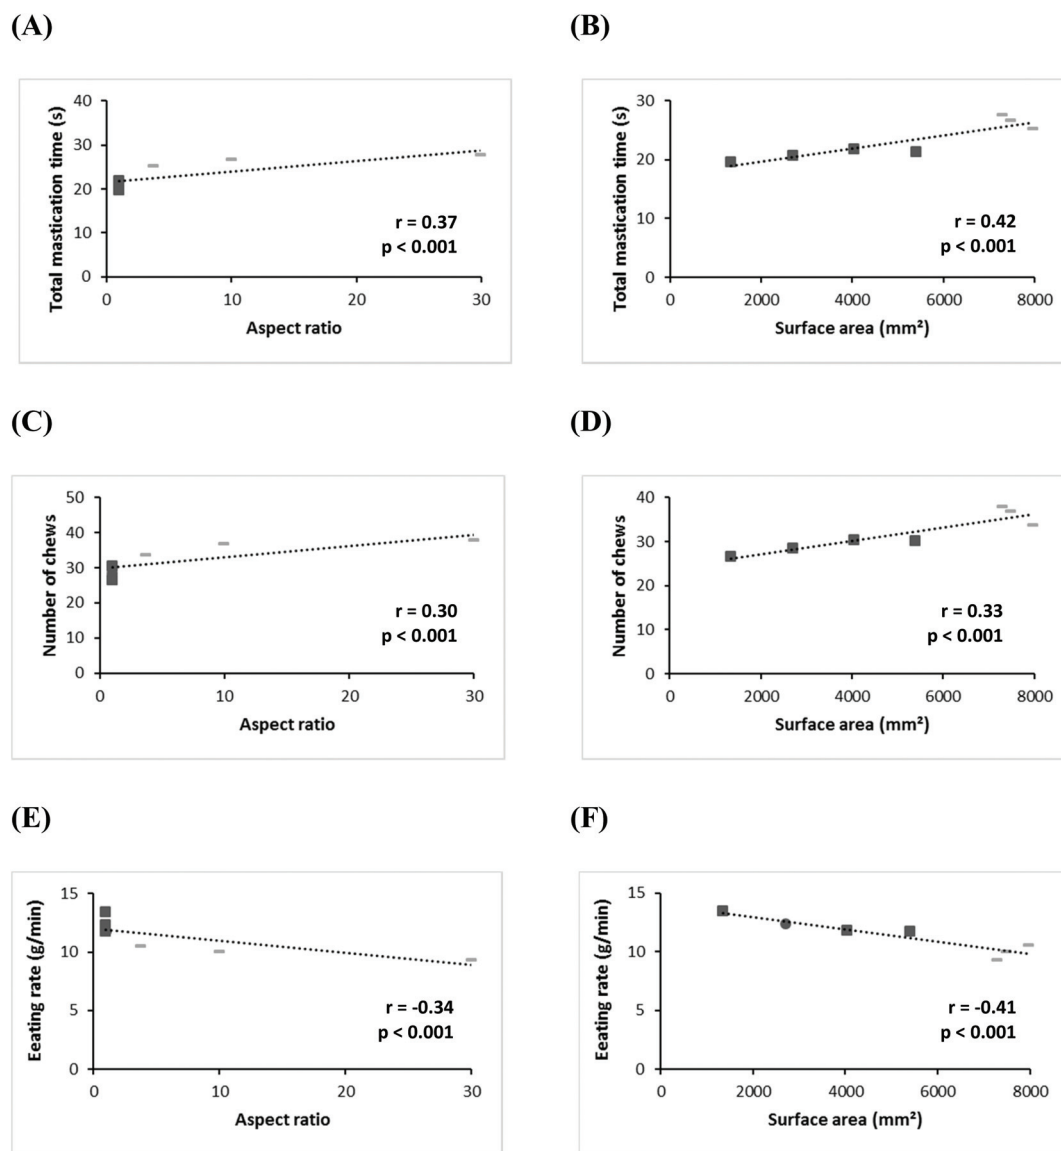 (A)
(B)
Total mastication time (s)
40
30
20
10
0
0 10 20 30
Aspect ratio
r = 0.37
p < 0.001
Total mastication time (s)
30
20
10
0
0 2000 4000 6000 8000
Surface area (mm²)
r = 0.42
p < 0.001
(C)
(D)
Number of chews
50
40
30
20
10
0
0 10 20 30
Aspect ratio
r = 0.30
p < 0.001
Number of chews
40
30
20
10
0
0 2000 4000 6000 8000
Surface area (mm²)
r = 0.33
p < 0.001
(E)
(F)
Eeating rate (g/min)
15
10
5
0
0 10 20 30
Aspect ratio
r = -0.34
p < 0.001
Eeating rate (g/min)
15
10
5
0
0 2000 4000 6000 8000
Surface area (mm²)
r = -0.41
p < 0.001